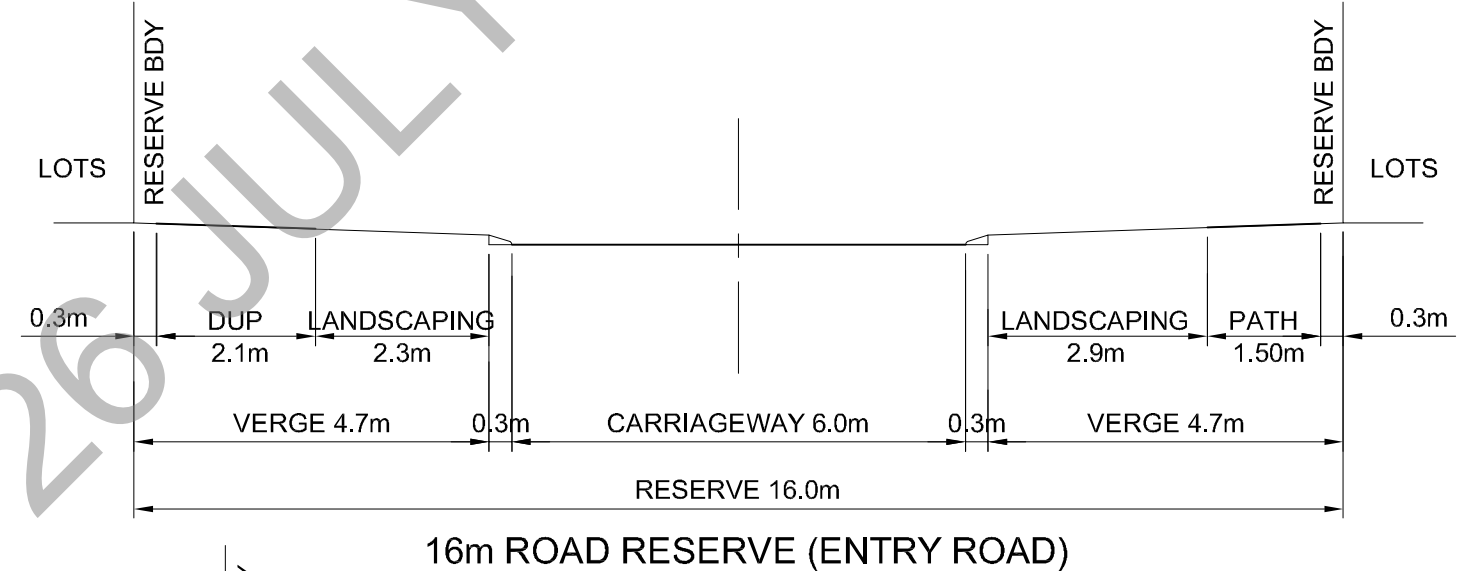 26 JULY
RESERVE BDY
RESERVE BDY
LOTS
LOTS
0.3m
DUP
2.1m
LANDSCAPING
2.3m
LANDSCAPING
2.9m
PATH
1.50m
0.3m
VERGE 4.7m
0.3m
CARRIAGEWAY 6.0m
0.3m
VERGE 4.7m
RESERVE 16.0m
16m ROAD RESERVE (ENTRY ROAD)